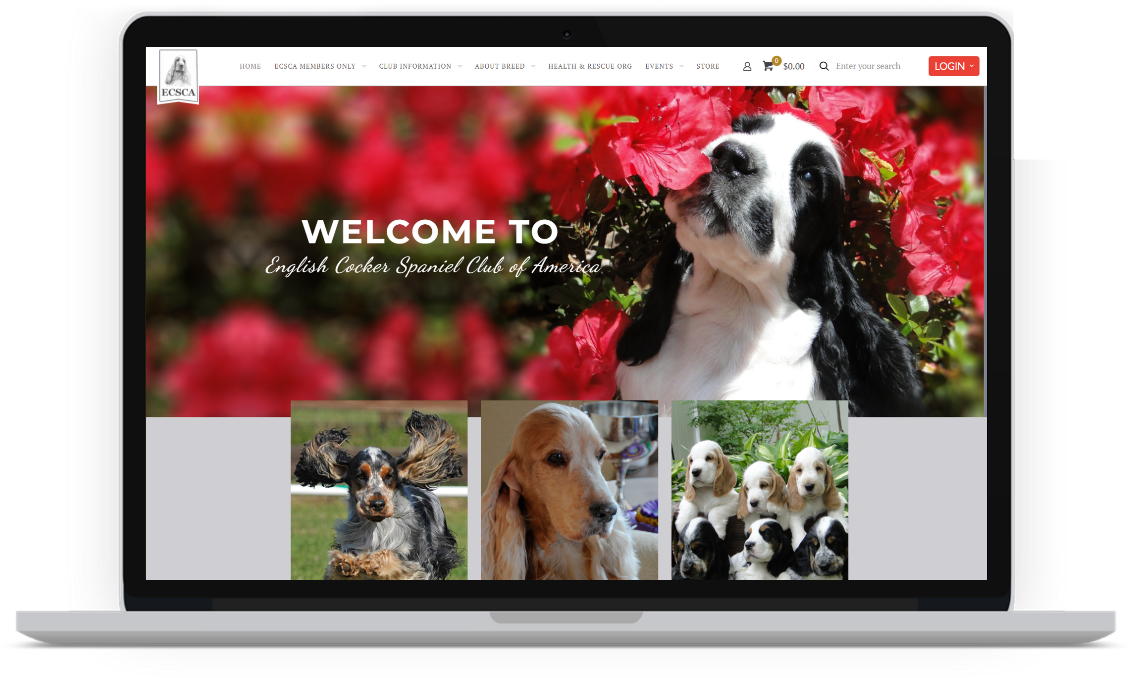 ECSCA
HOME ECSCA MEMBERS ONLY CLUB INFORMATION ABOUT BREED HEALTH & RESCUE ORG EVENTS STORE 0 $0.00 Enter your search LOGIN
WELCOME TO
English Cocker Spaniel Club of America